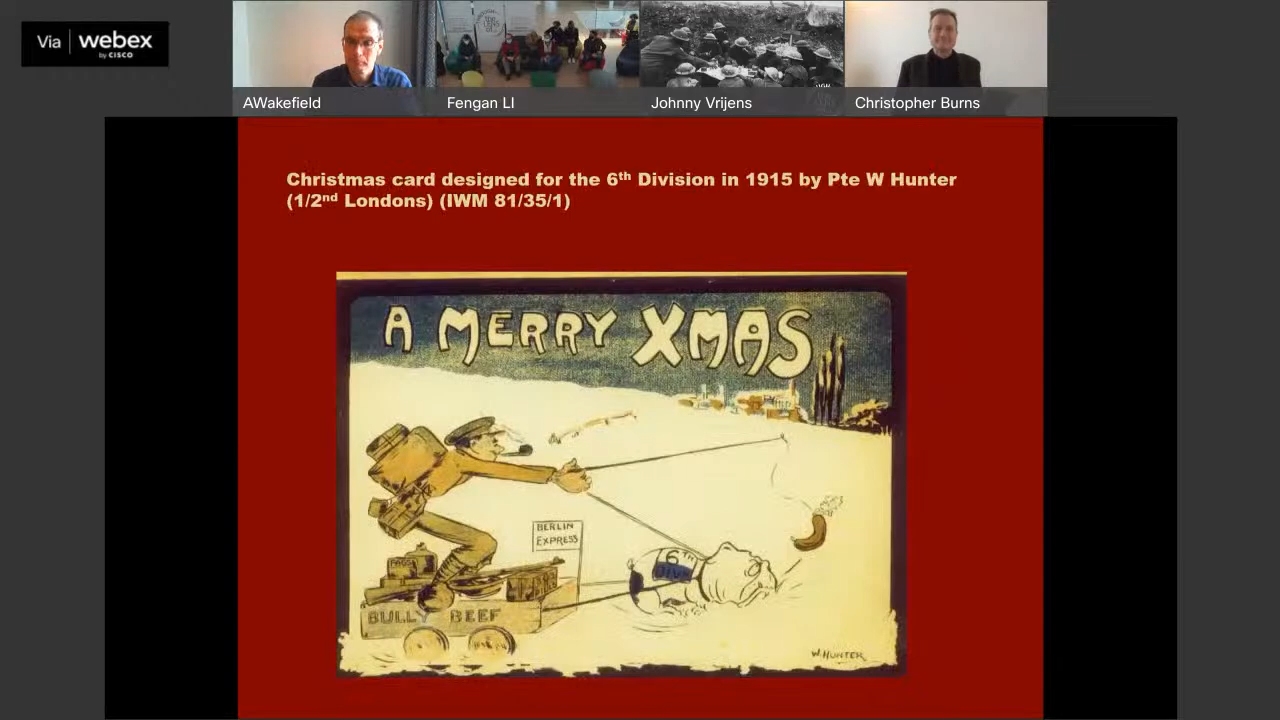 Via webex
by CISCO
AWakefield
Fengan LI
Johnny Vrijens
Christopher Burns
Christmas card designed for the 6th Division in 1915 by Pte W Hunter
(1/2nd Londons) (IWM 81/35/1)
A MERRY XMAS
BERLIN
EXPRESS
6TH
DIVN
BULLY BEEF
W. HUNTER